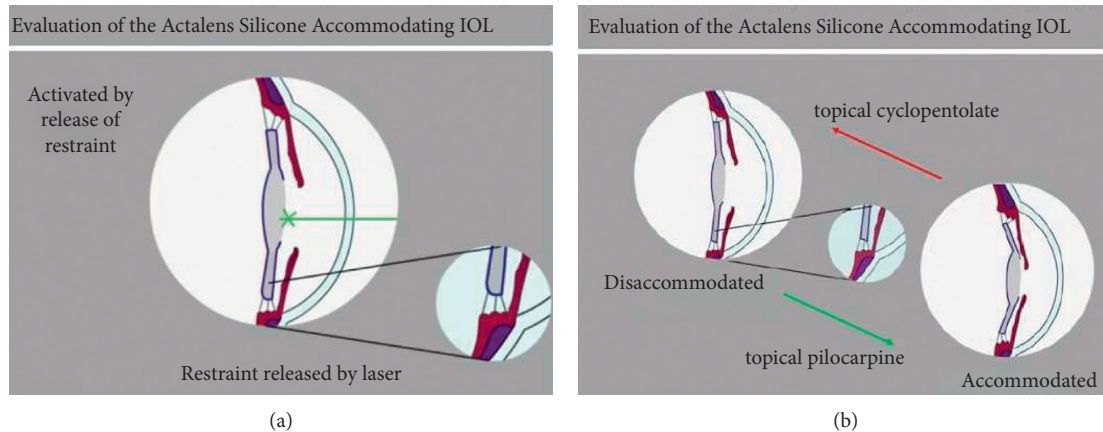 Evaluation of the Actalens Silicone Accommodating IOL
Activated by
release of
restraint
Restraint released by laser
(a)
Evaluation of the Actalens Silicone Accommodating IOL
topical cyclopentolate
Disaccommodated
topical pilocarpine
Accommodated
(b)